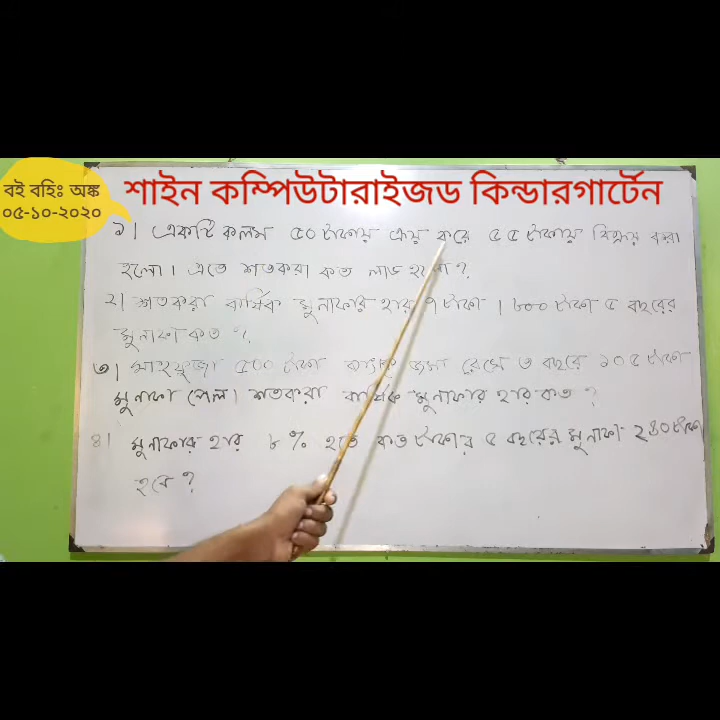 বই বহিঃ অঙ্ক
০৫-১০-২০২০
শাইন কম্পিউটারাইজড কিন্ডারগার্টেন
১। একটি কলম ৫০ টাকায় ক্রয় করে ৫৫ টাকায় বিক্রয় করা
হলো। এতে শতকরা কত লাভ হলো?
২। শতকরা বার্ষিক মুনাফার হার ৭ টাকা। ৮০০ টাকা ৫ বছরের
মুনাফা কত?
৩। মাহফুজা ৫০০ টাকা ব্যাংক জমা রেখে ৩ বছরে ১০৫ টাকা
মুনাফা পেল। শতকরা বার্ষিক মুনাফার হার কত?
৪। মুনাফার হার ৮% হতে কত টাকার ৫ বছরের মুনাফা ২৪০ টাকা
হবে?